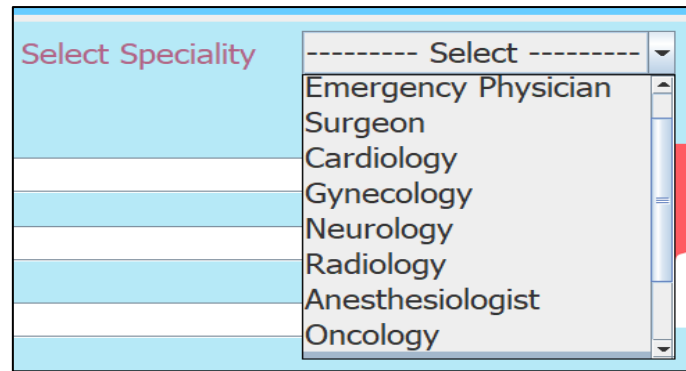 Select Speciality
--------- Select ---------
Emergency Physician
Surgeon
Cardiology
Gynecology
Neurology
Radiology
Anesthesiologist
Oncology